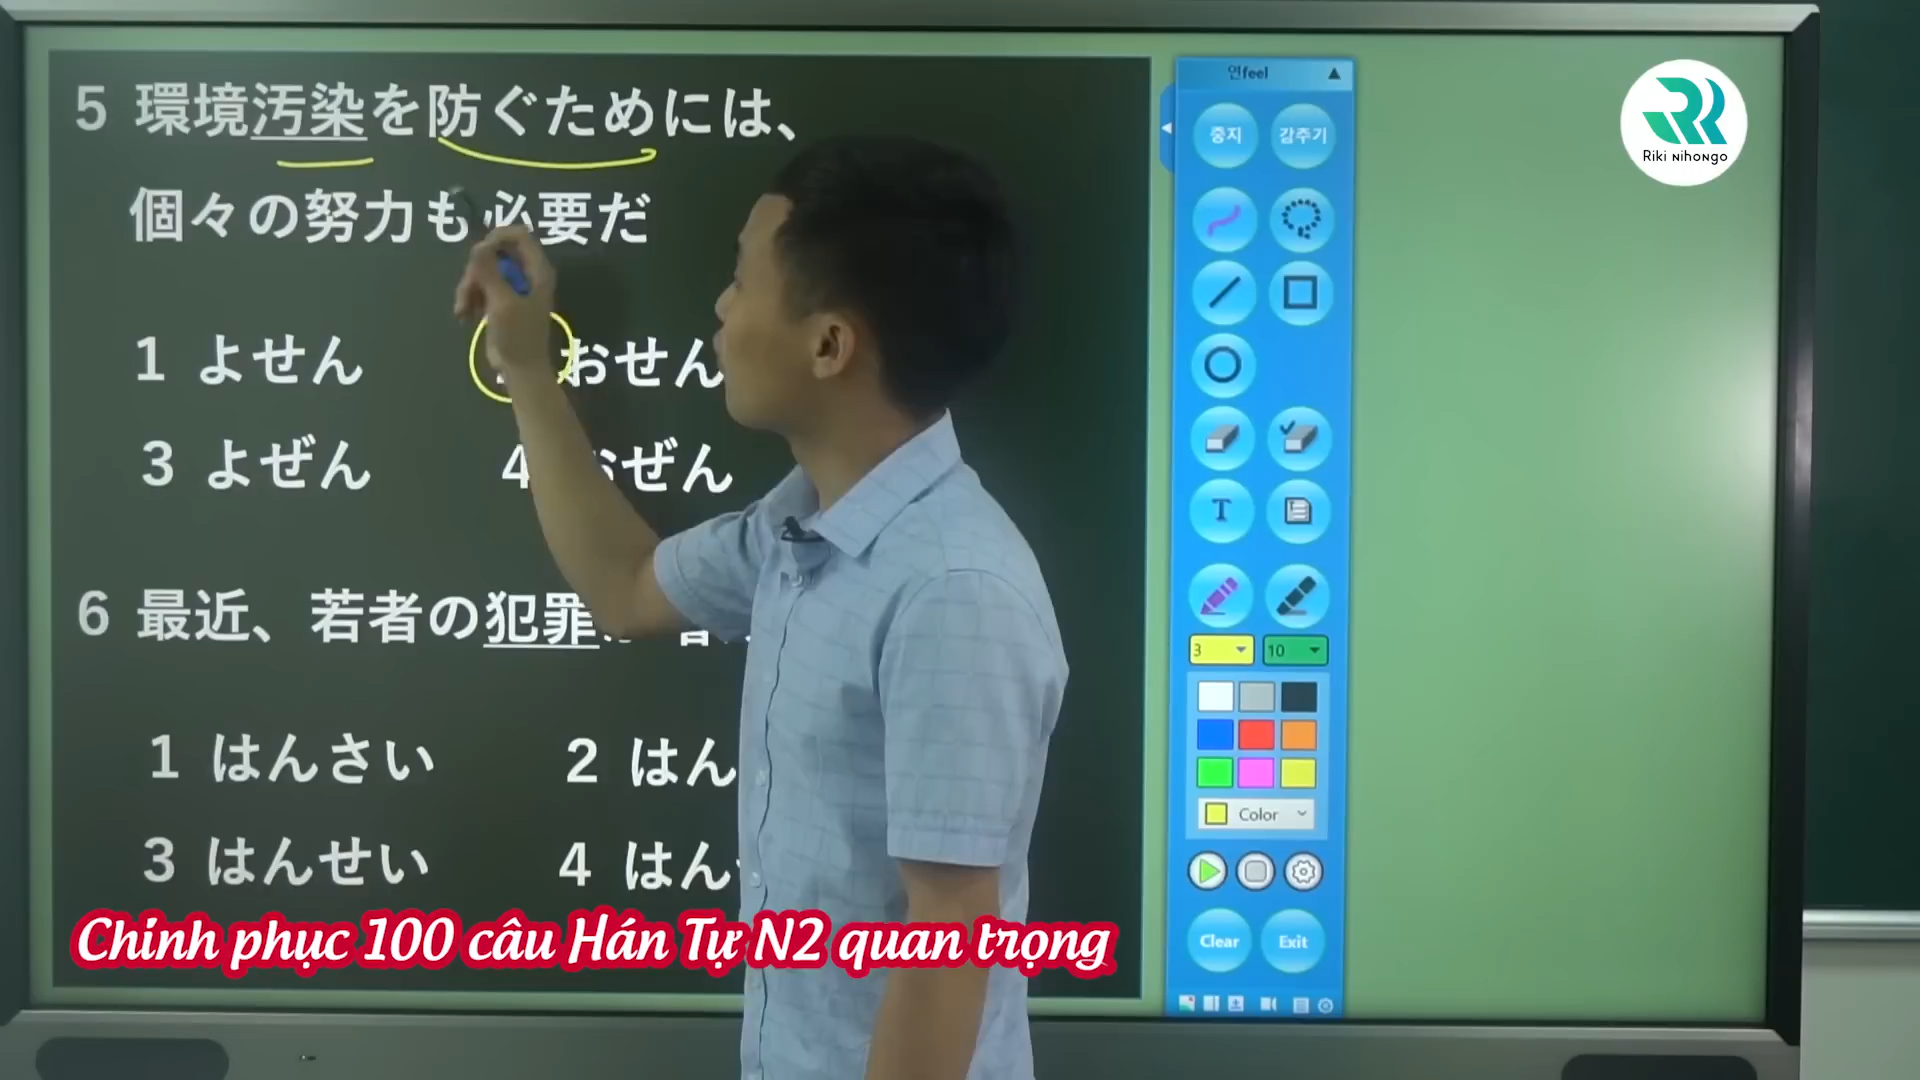 5 環境汚染を防ぐためには、
個々の努力も必要だ
1 よせん
おせん
3 よぜん
4 おぜん
6 最近、若者の犯罪
1 はんさい
2 はん
3 はんせい
4 はん
Chinh phục 100 câu Hán Tự N2 quan trọng
연feel
중지 감추기
T
3 10
Color
Clear Exit
Riki Nihongo